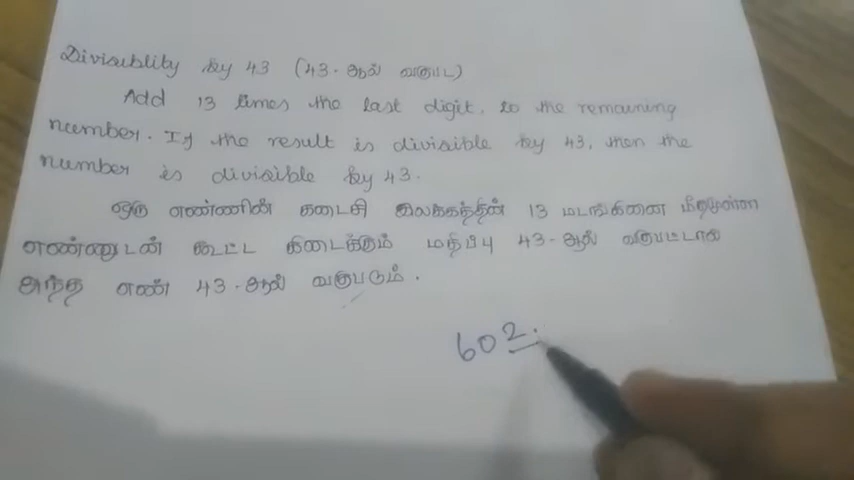 Divisiblity by 43 (43-ஆல் வகுபட)
Add 13 times the last digit, to the remaining
number. If the result is divisible by 43, then the
number is divisible by 43.
ஒரு எண்ணின் கடைசி இலக்கத்தின் 13 மடங்கினை மீதமுள்ள
எண்ணுடன் கூட்ட கிடைக்கும் மதிப்பு 43-ஆல் வகுபட்டால்
அந்த எண் 43-ஆல் வகுபடும்.
602.